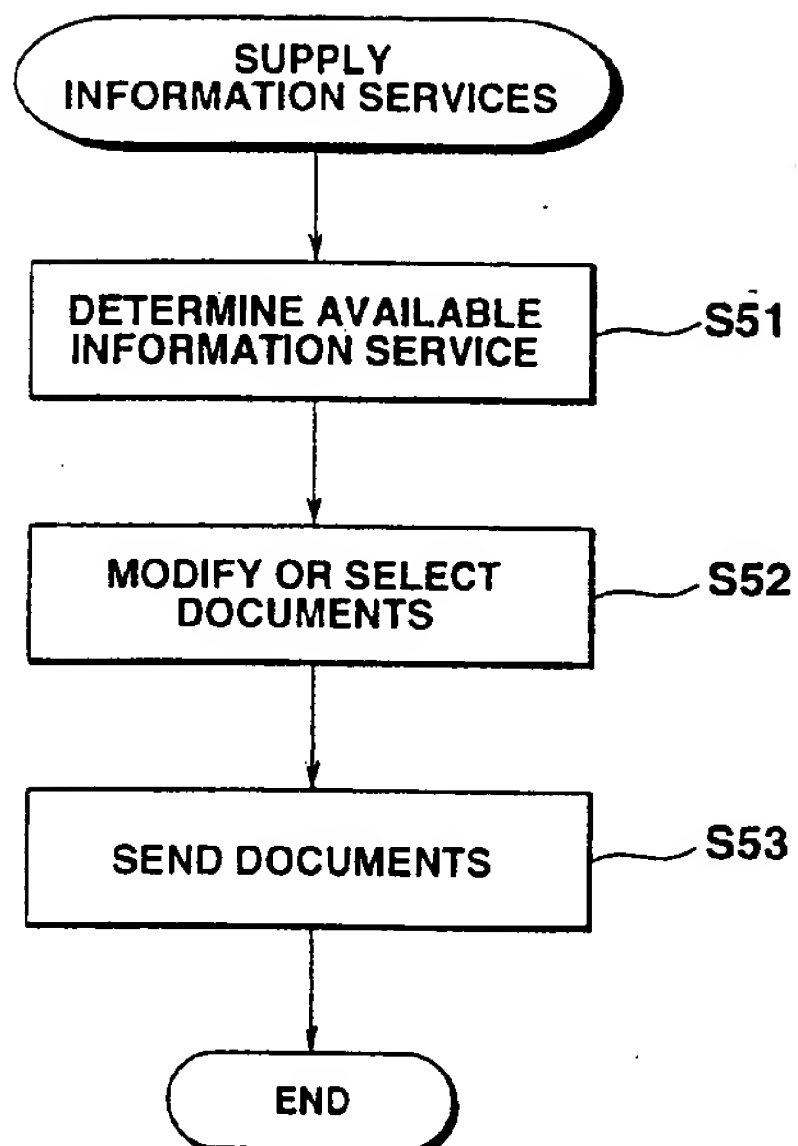 SUPPLY
INFORMATION SERVICES
DETERMINE AVAILABLE
INFORMATION SERVICE
S51
MODIFY OR SELECT
DOCUMENTS
S52
SEND DOCUMENTS
S53
END